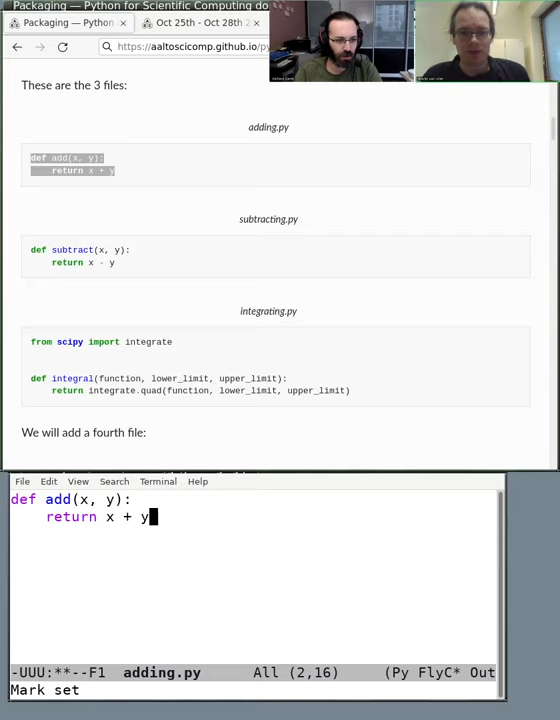 Packaging — Python for Scientific Computing do
Packaging — Python ×
Oct 25th - Oct 28th 2 ×
https://aaltoscicomp.github.io/py
These are the 3 files:
adding.py
def add(x, y):
    return x + y
subtracting.py
def subtract(x, y):
    return x - y
integrating.py
from scipy import integrate
def integral(function, lower_limit, upper_limit):
    return integrate.quad(function, lower_limit, upper_limit)
We will add a fourth file:
File Edit View Search Terminal Help
def add(x, y):
    return x + y
-UUU:**--F1 adding.py All (2,16) (Py FlyC* Out
Mark set